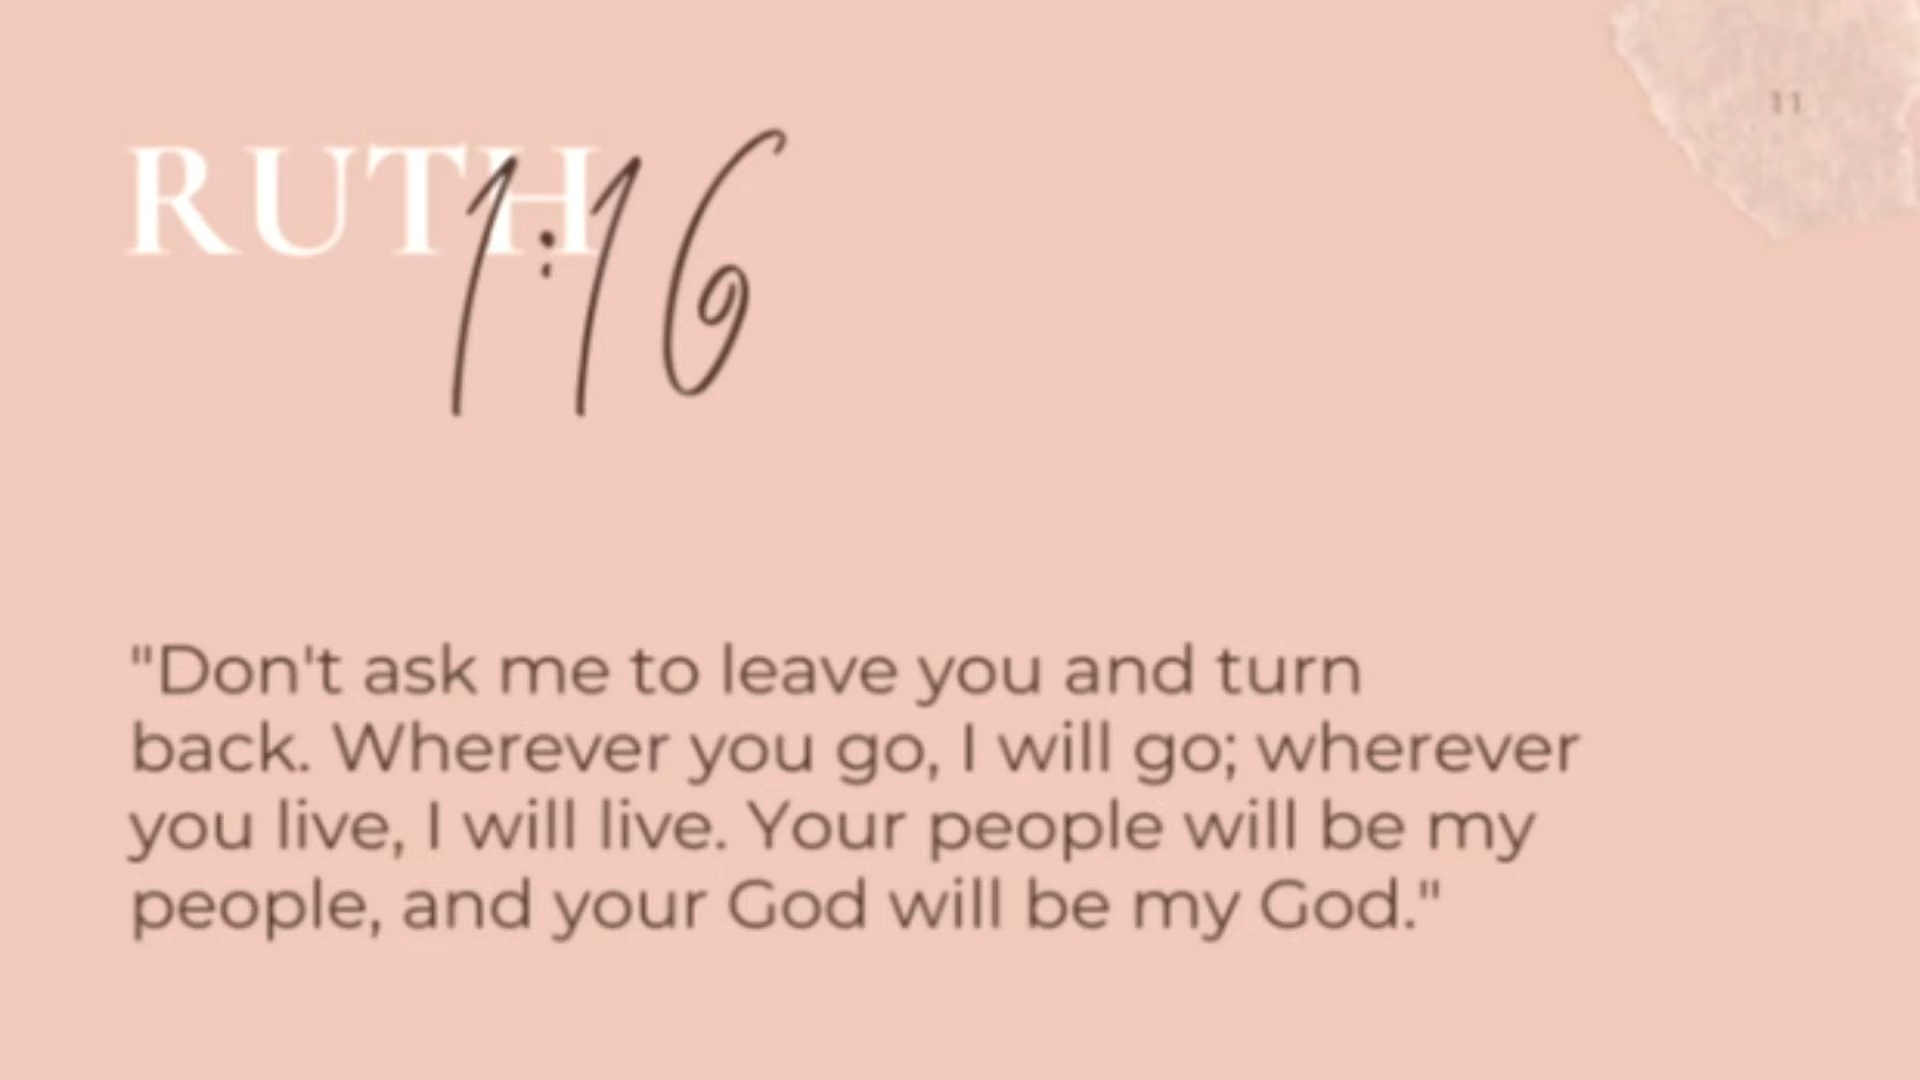 RUTH
1:16
11
"Don't ask me to leave you and turn
back. Wherever you go, I will go; wherever
you live, I will live. Your people will be my
people, and your God will be my God."